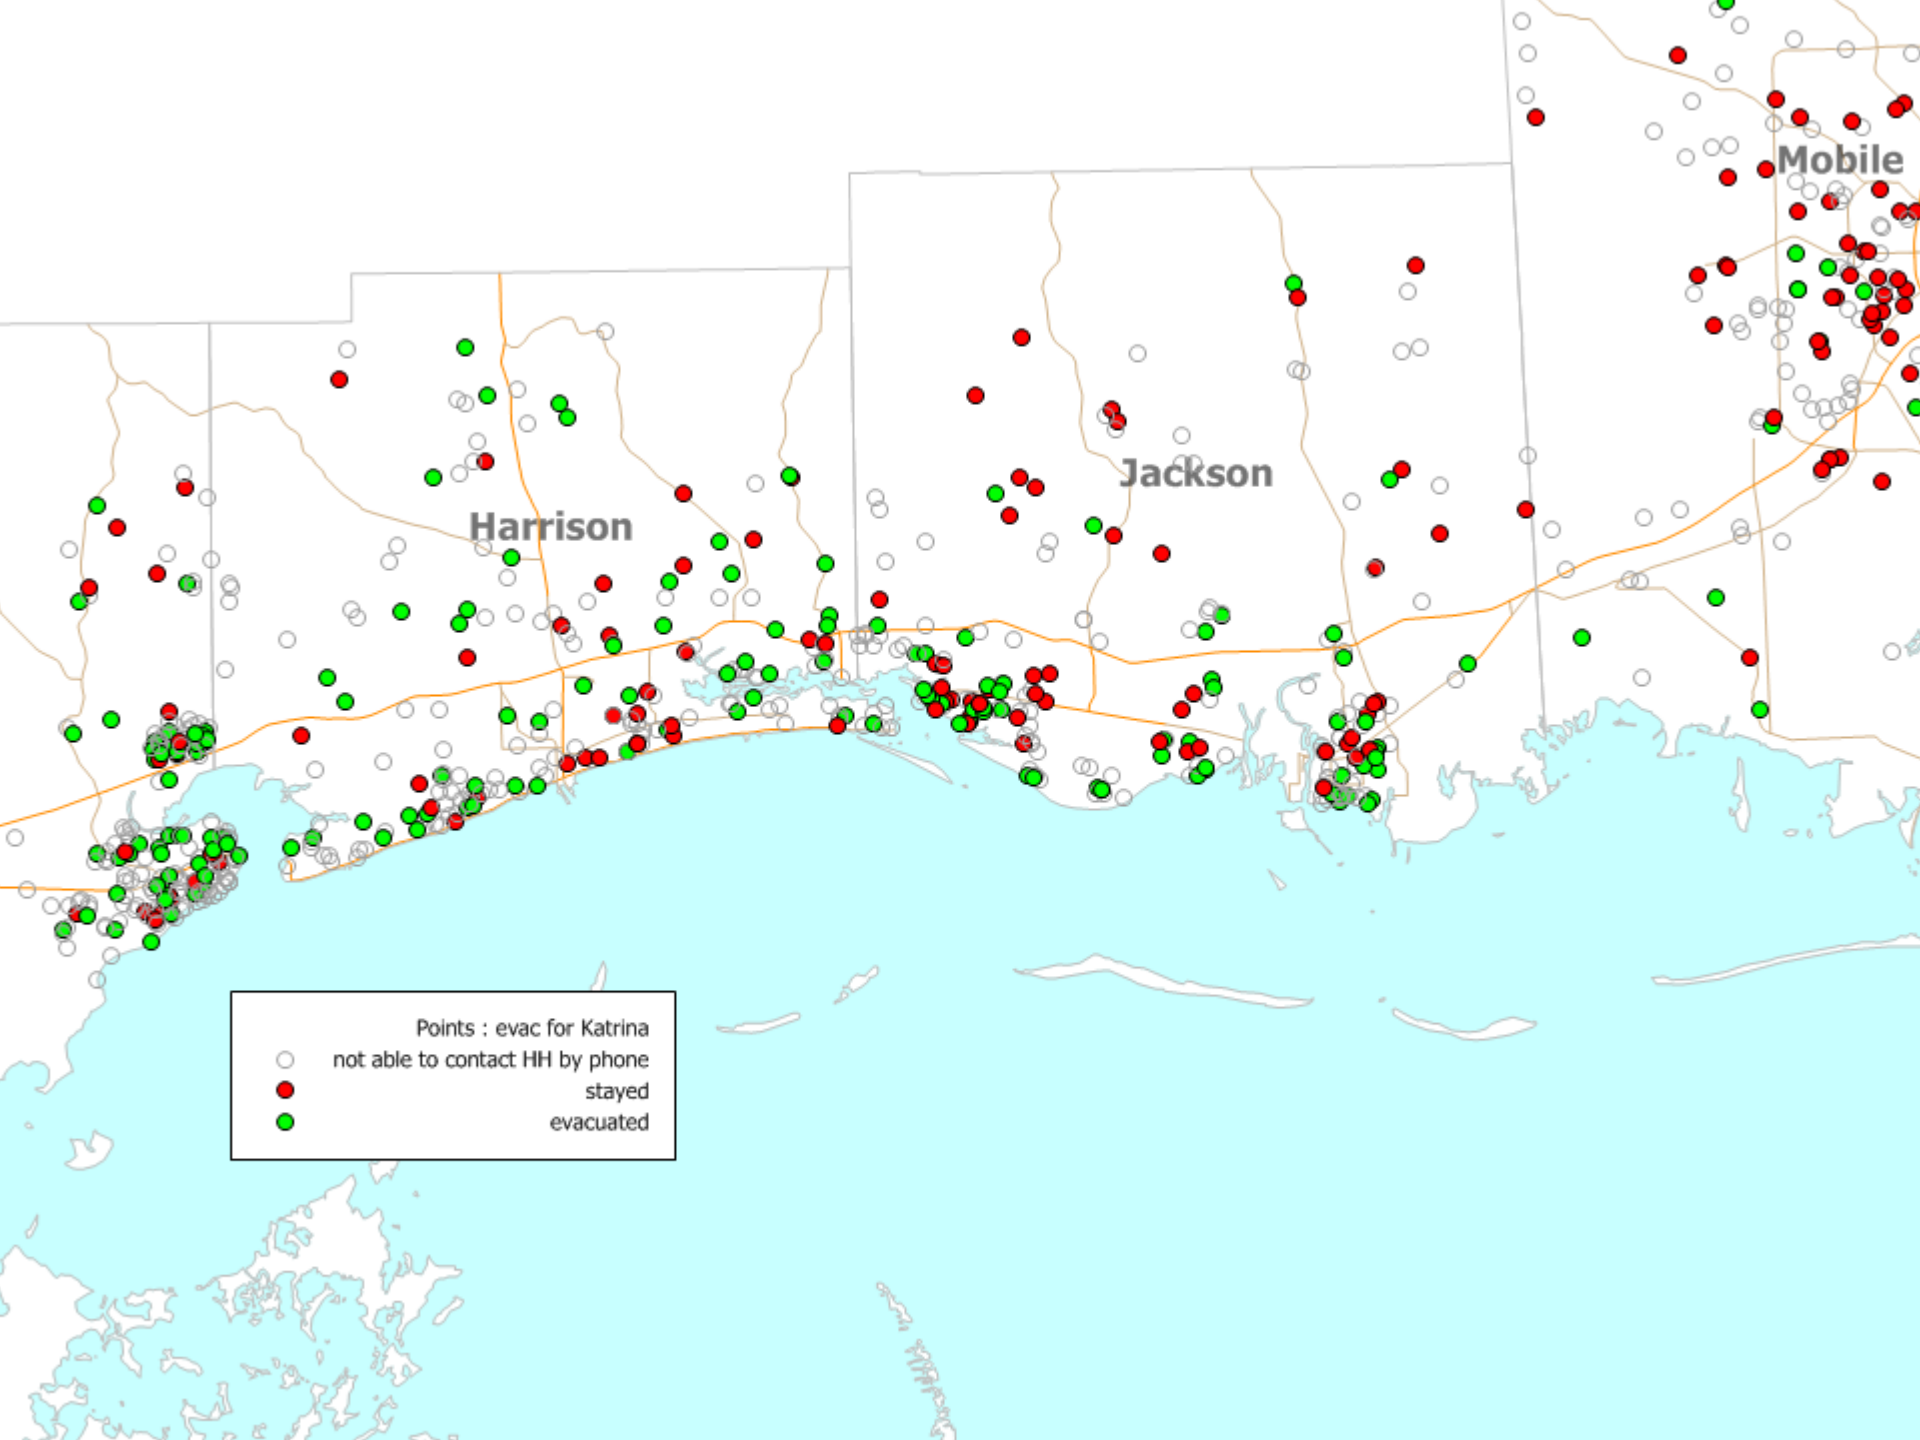 Mobile
Jackson
Harrison
Points : evac for Katrina
not able to contact HH by phone
stayed
evacuated